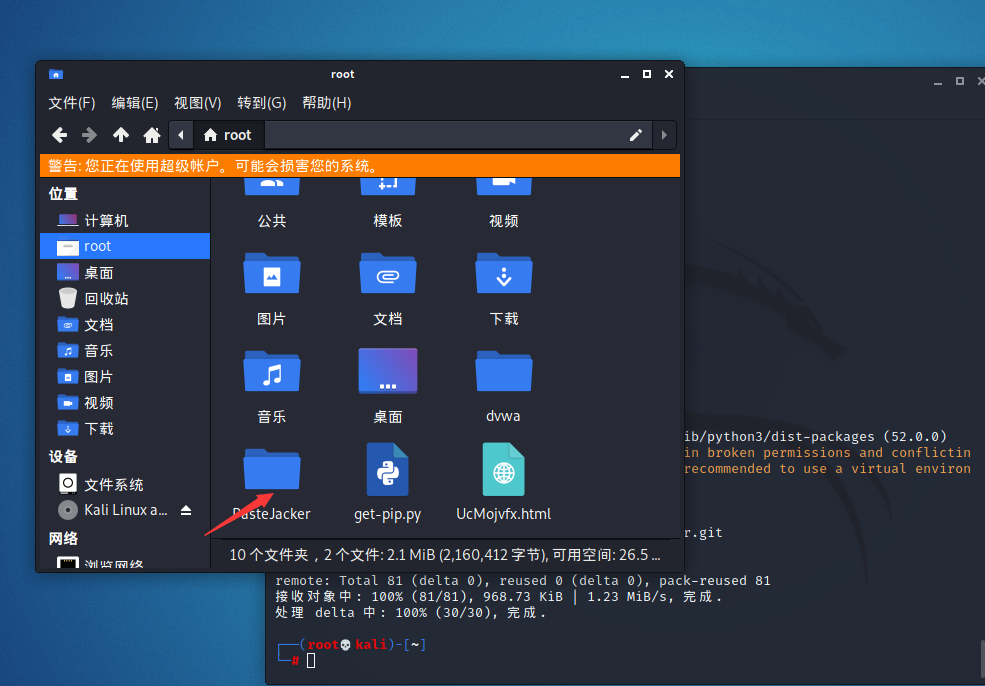 root
文件(F) 编辑(E) 视图(V) 转到(G) 帮助(H)
root
警告: 您正在使用超级帐户。可能会损害您的系统。
位置
计算机
root
桌面
回收站
文档
音乐
图片
视频
下载
设备
文件系统
Kali Linux a...
网络
浏览网络
公共 模板 视频
图片 文档 下载
音乐 桌面 dvwa
PasteJacker get-pip.py UcMojvfx.html
10 个文件夹，2 个文件: 2.1 MiB (2,160,412 字节), 可用空间: 26.5 ...
ib/python3/dist-packages (52.0.0)
in broken permissions and conflictin
recommended to use a virtual environ
r.git
remote: Total 81 (delta 0), reused 0 (delta 0), pack-reused 81
接收对象中: 100% (81/81), 968.73 KiB | 1.23 MiB/s, 完成.
处理 delta 中: 100% (30/30), 完成.
(root💀kali)-[~]
#